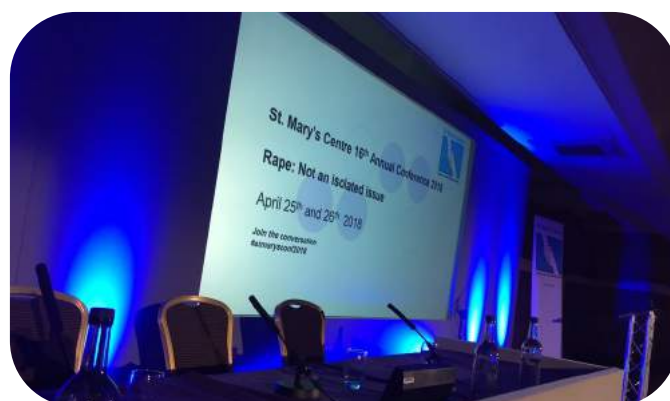 St. Mary's Centre 16th Annual Conference 2018
Rape: Not an isolated issue
April 25th and 26th 2018
Join the conversation
#stmarysconf2018